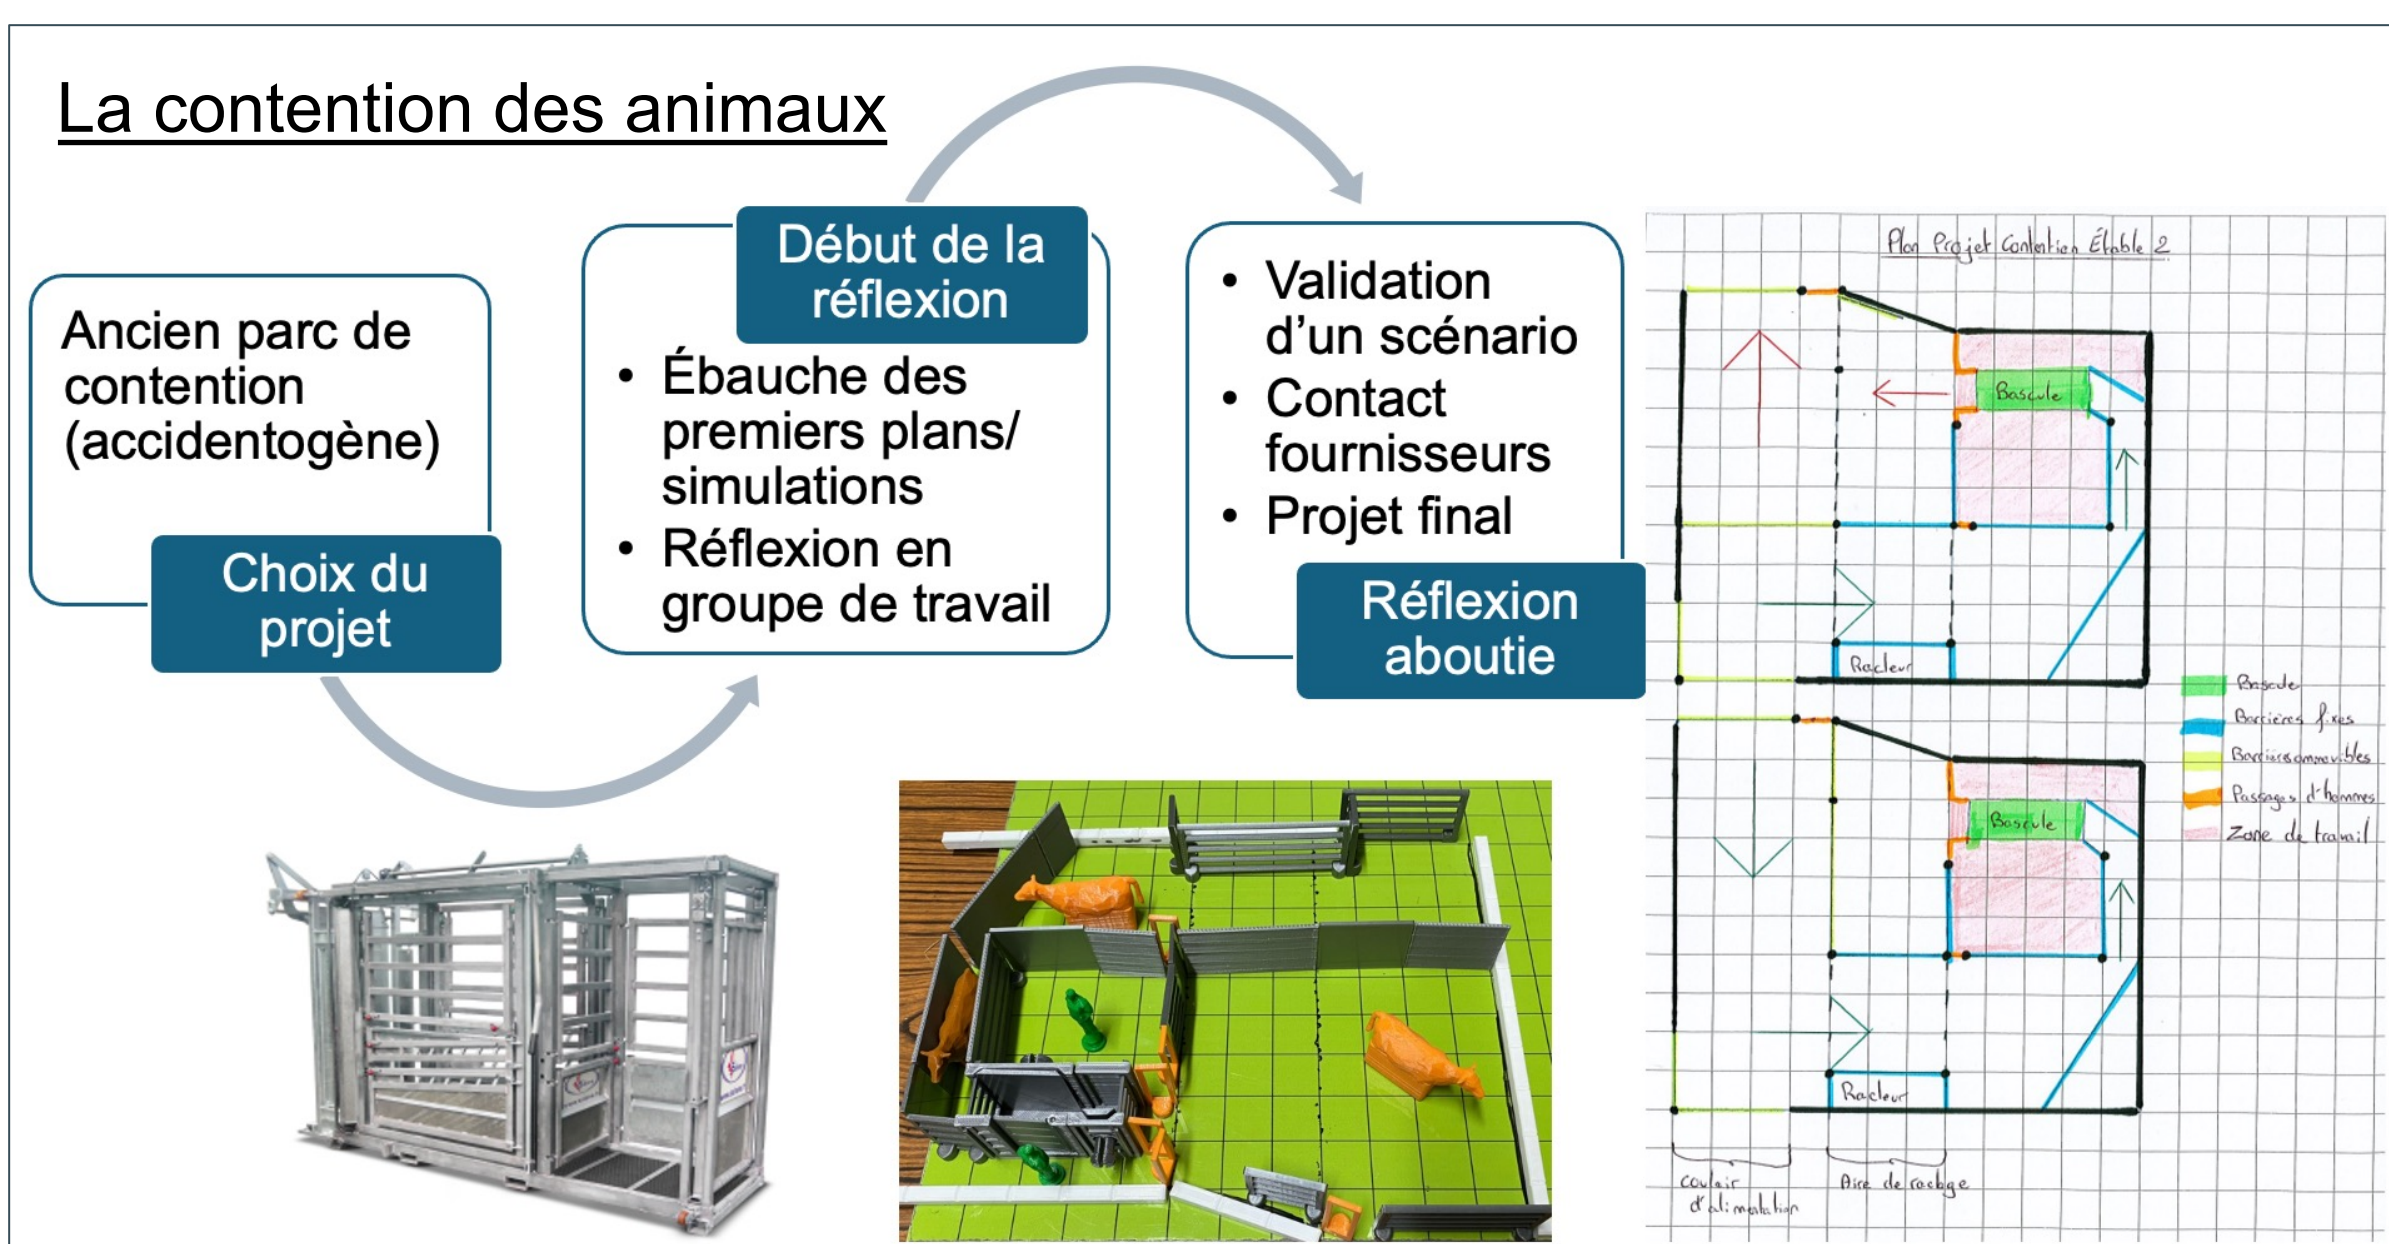 La contention des animaux
Ancien parc de
contention
(accidentogène)
Choix du
projet
Début de la
réflexion
• Ébauche des
premiers plans/
simulations
• Réflexion en
groupe de travail
• Validation
d’un scénario
• Contact
fournisseurs
• Projet final
Réflexion
aboutie
Plan Projet Contention Étable 2
Bascule
Racleur
Bascule
Barrières fixes
Barrières amovibles
Passages d'hommes
Zone de travail
Bascule
Racleur
couloir
d'alimentation
Aire de raclage